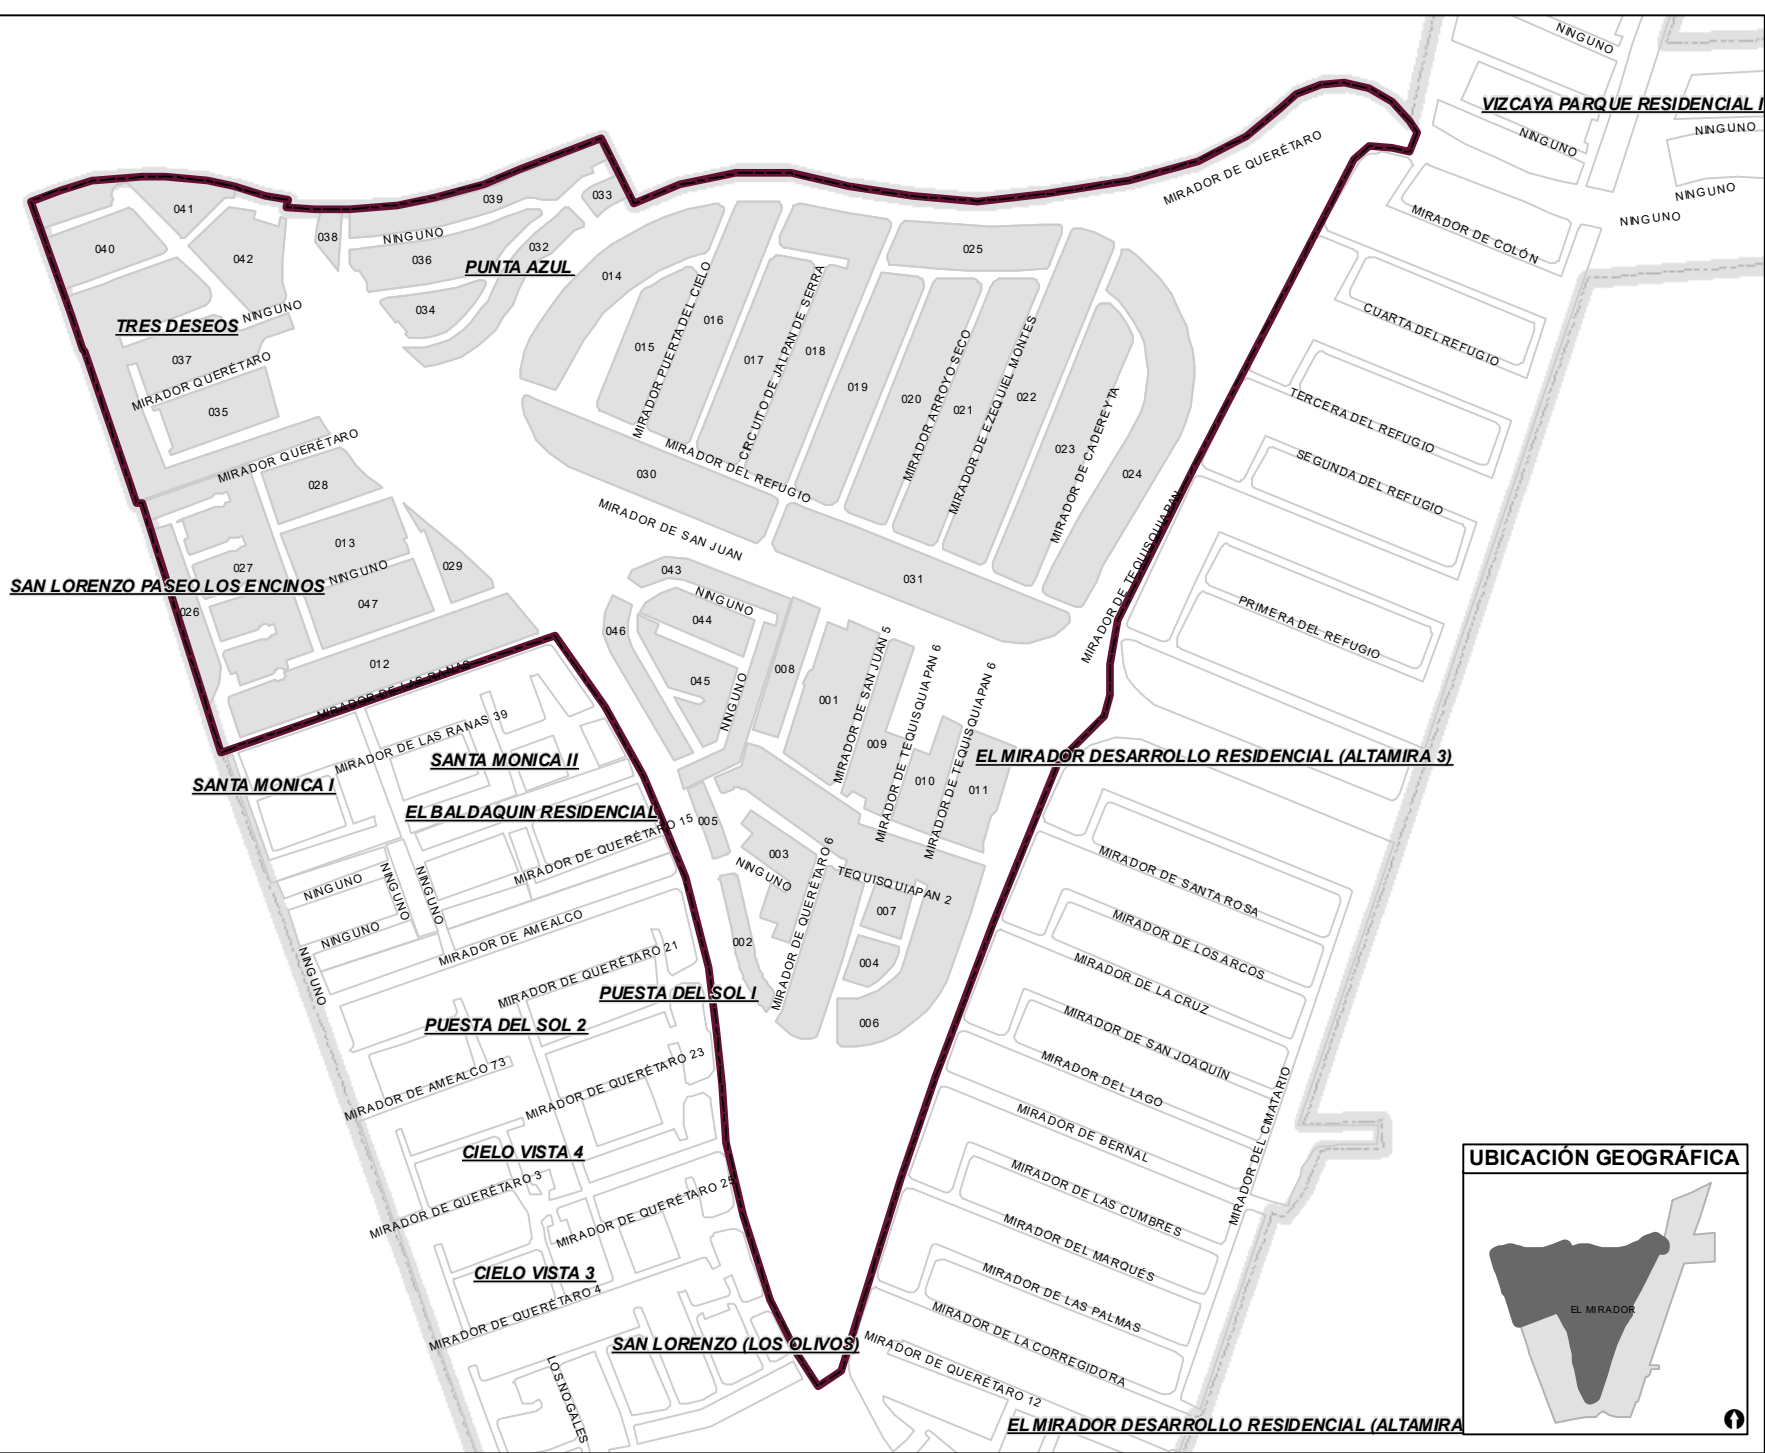 NINGUNO
VIZCAYA PARQUE RESIDENCIAL I
NINGUNO
NINGUNO
NINGUNO
NINGUNO
MIRADOR DE QUERÉTARO
MIRADOR DE COLÓN
CUARTA DEL REFUGIO
TERCERA DEL REFUGIO
SEGUNDA DEL REFUGIO
PRIMERA DEL REFUGIO
033
039
041
040
042
038
NINGUNO
036
032
PUNTA AZUL
034
014
025
NINGUNO
TRES DESEOS
037
MIRADOR QUERÉTARO
035
MIRADOR QUERÉTARO
028
015
MIRADOR PUERTA DEL CIELO
016
017
CIRCUITO DE JALPAN DE SERRA
018
019
020
MIRADOR ARROYO SECO
021
MIRADOR DE EZEQUIEL MONTES
022
023
MIRADOR DE CADEREYTA
024
MIRADOR DEL REFUGIO
030
MIRADOR DE SAN JUAN
031
MIRADOR DE TEQUISQUIAPAN
013
NINGUNO
029
027
SAN LORENZO PASEO LOS ENCINOS
026
047
012
MIRADOR DE LAS RANAS
043
NINGUNO
044
046
045
NINGUNO
008
001
MIRADOR DE SAN JUAN 5
009
MIRADOR DE TEQUISQUIAPAN 6
010
MIRADOR DE TEQUISQUIAPAN 6
011
EL MIRADOR DESARROLLO RESIDENCIAL (ALTAMIRA 3)
MIRADOR DE LAS RANAS 39
SANTA MONICA II
SANTA MONICA I
EL BALDAQUIN RESIDENCIAL
005
MIRADOR DE QUERÉTARO 15
003
NINGUNO
MIRADOR DE QUERÉTARO 6
TEQUISQUIAPAN 2
007
002
004
006
NINGUNO
NINGUNO
NINGUNO
NINGUNO
NINGUNO
MIRADOR DE AMEALCO
MIRADOR DE QUERÉTARO 21
PUESTA DEL SOL I
PUESTA DEL SOL 2
MIRADOR DE QUERÉTARO 23
MIRADOR DE AMEALCO 73
CIELO VISTA 4
MIRADOR DE QUERÉTARO 3
MIRADOR DE QUERÉTARO 25
CIELO VISTA 3
MIRADOR DE QUERÉTARO 4
SAN LORENZO (LOS OLIVOS)
LOS NOGALES
MIRADOR DE SANTA ROSA
MIRADOR DE LOS ARCOS
MIRADOR DE LA CRUZ
MIRADOR DE SAN JOAQUÍN
MIRADOR DEL LAGO
MIRADOR DE BERNAL
MIRADOR DEL CIMATARIO
MIRADOR DE LAS CUMBRES
MIRADOR DEL MARQUÉS
MIRADOR DE LAS PALMAS
MIRADOR DE LA CORREGIDORA
MIRADOR DE QUERÉTARO 12
EL MIRADOR DESARROLLO RESIDENCIAL (ALTAMIRA
UBICACIÓN GEOGRÁFICA
EL MIRADOR